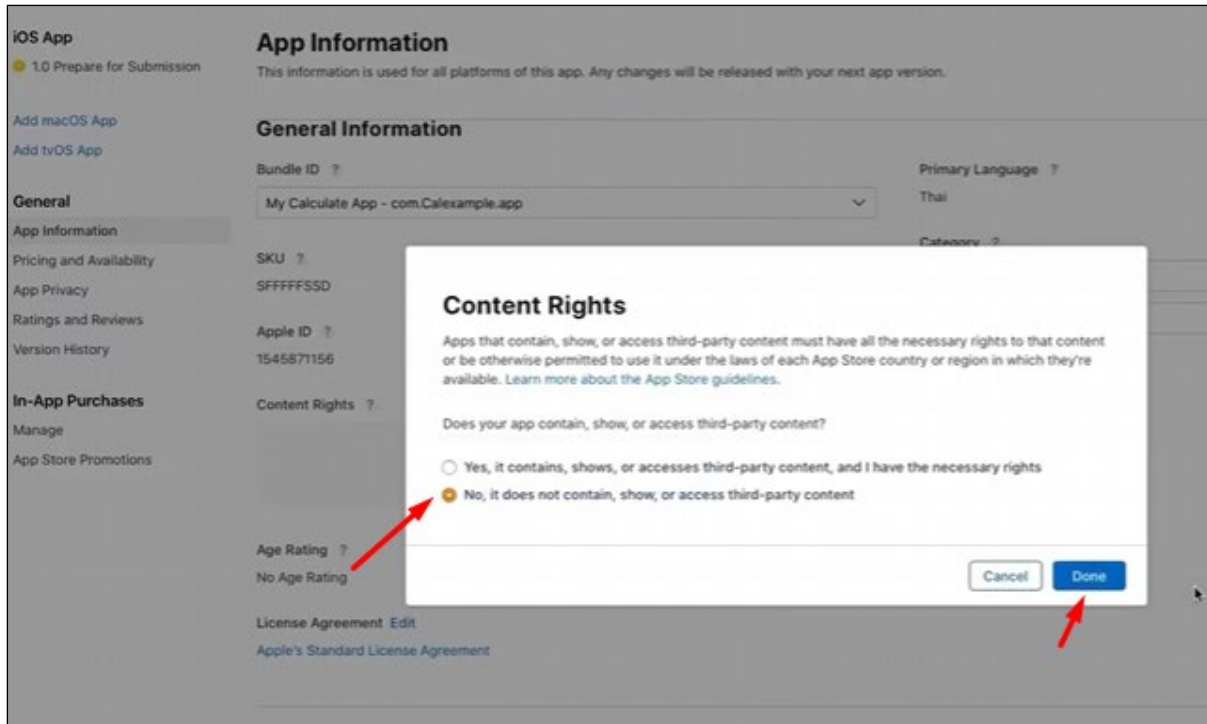 iOS App
1.0 Prepare for Submission
Add macOS App
Add tvOS App
General
App Information
Pricing and Availability
App Privacy
Ratings and Reviews
Version History
In-App Purchases
Manage
App Store Promotions
App Information
This information is used for all platforms of this app. Any changes will be released with your next app version.
General Information
Bundle ID ?
My Calculate App - com.Calexample.app
SKU ?
SFFFFFSSD
Apple ID ?
1545871156
Content Rights ?
Age Rating ?
No Age Rating
License Agreement Edit
Apple's Standard License Agreement
Primary Language ?
Thai
Category ?
Content Rights
Apps that contain, show, or access third-party content must have all the necessary rights to that content
or be otherwise permitted to use it under the laws of each App Store country or region in which they're
available. Learn more about the App Store guidelines.
Does your app contain, show, or access third-party content?
Yes, it contains, shows, or accesses third-party content, and I have the necessary rights
No, it does not contain, show, or access third-party content
Cancel
Done